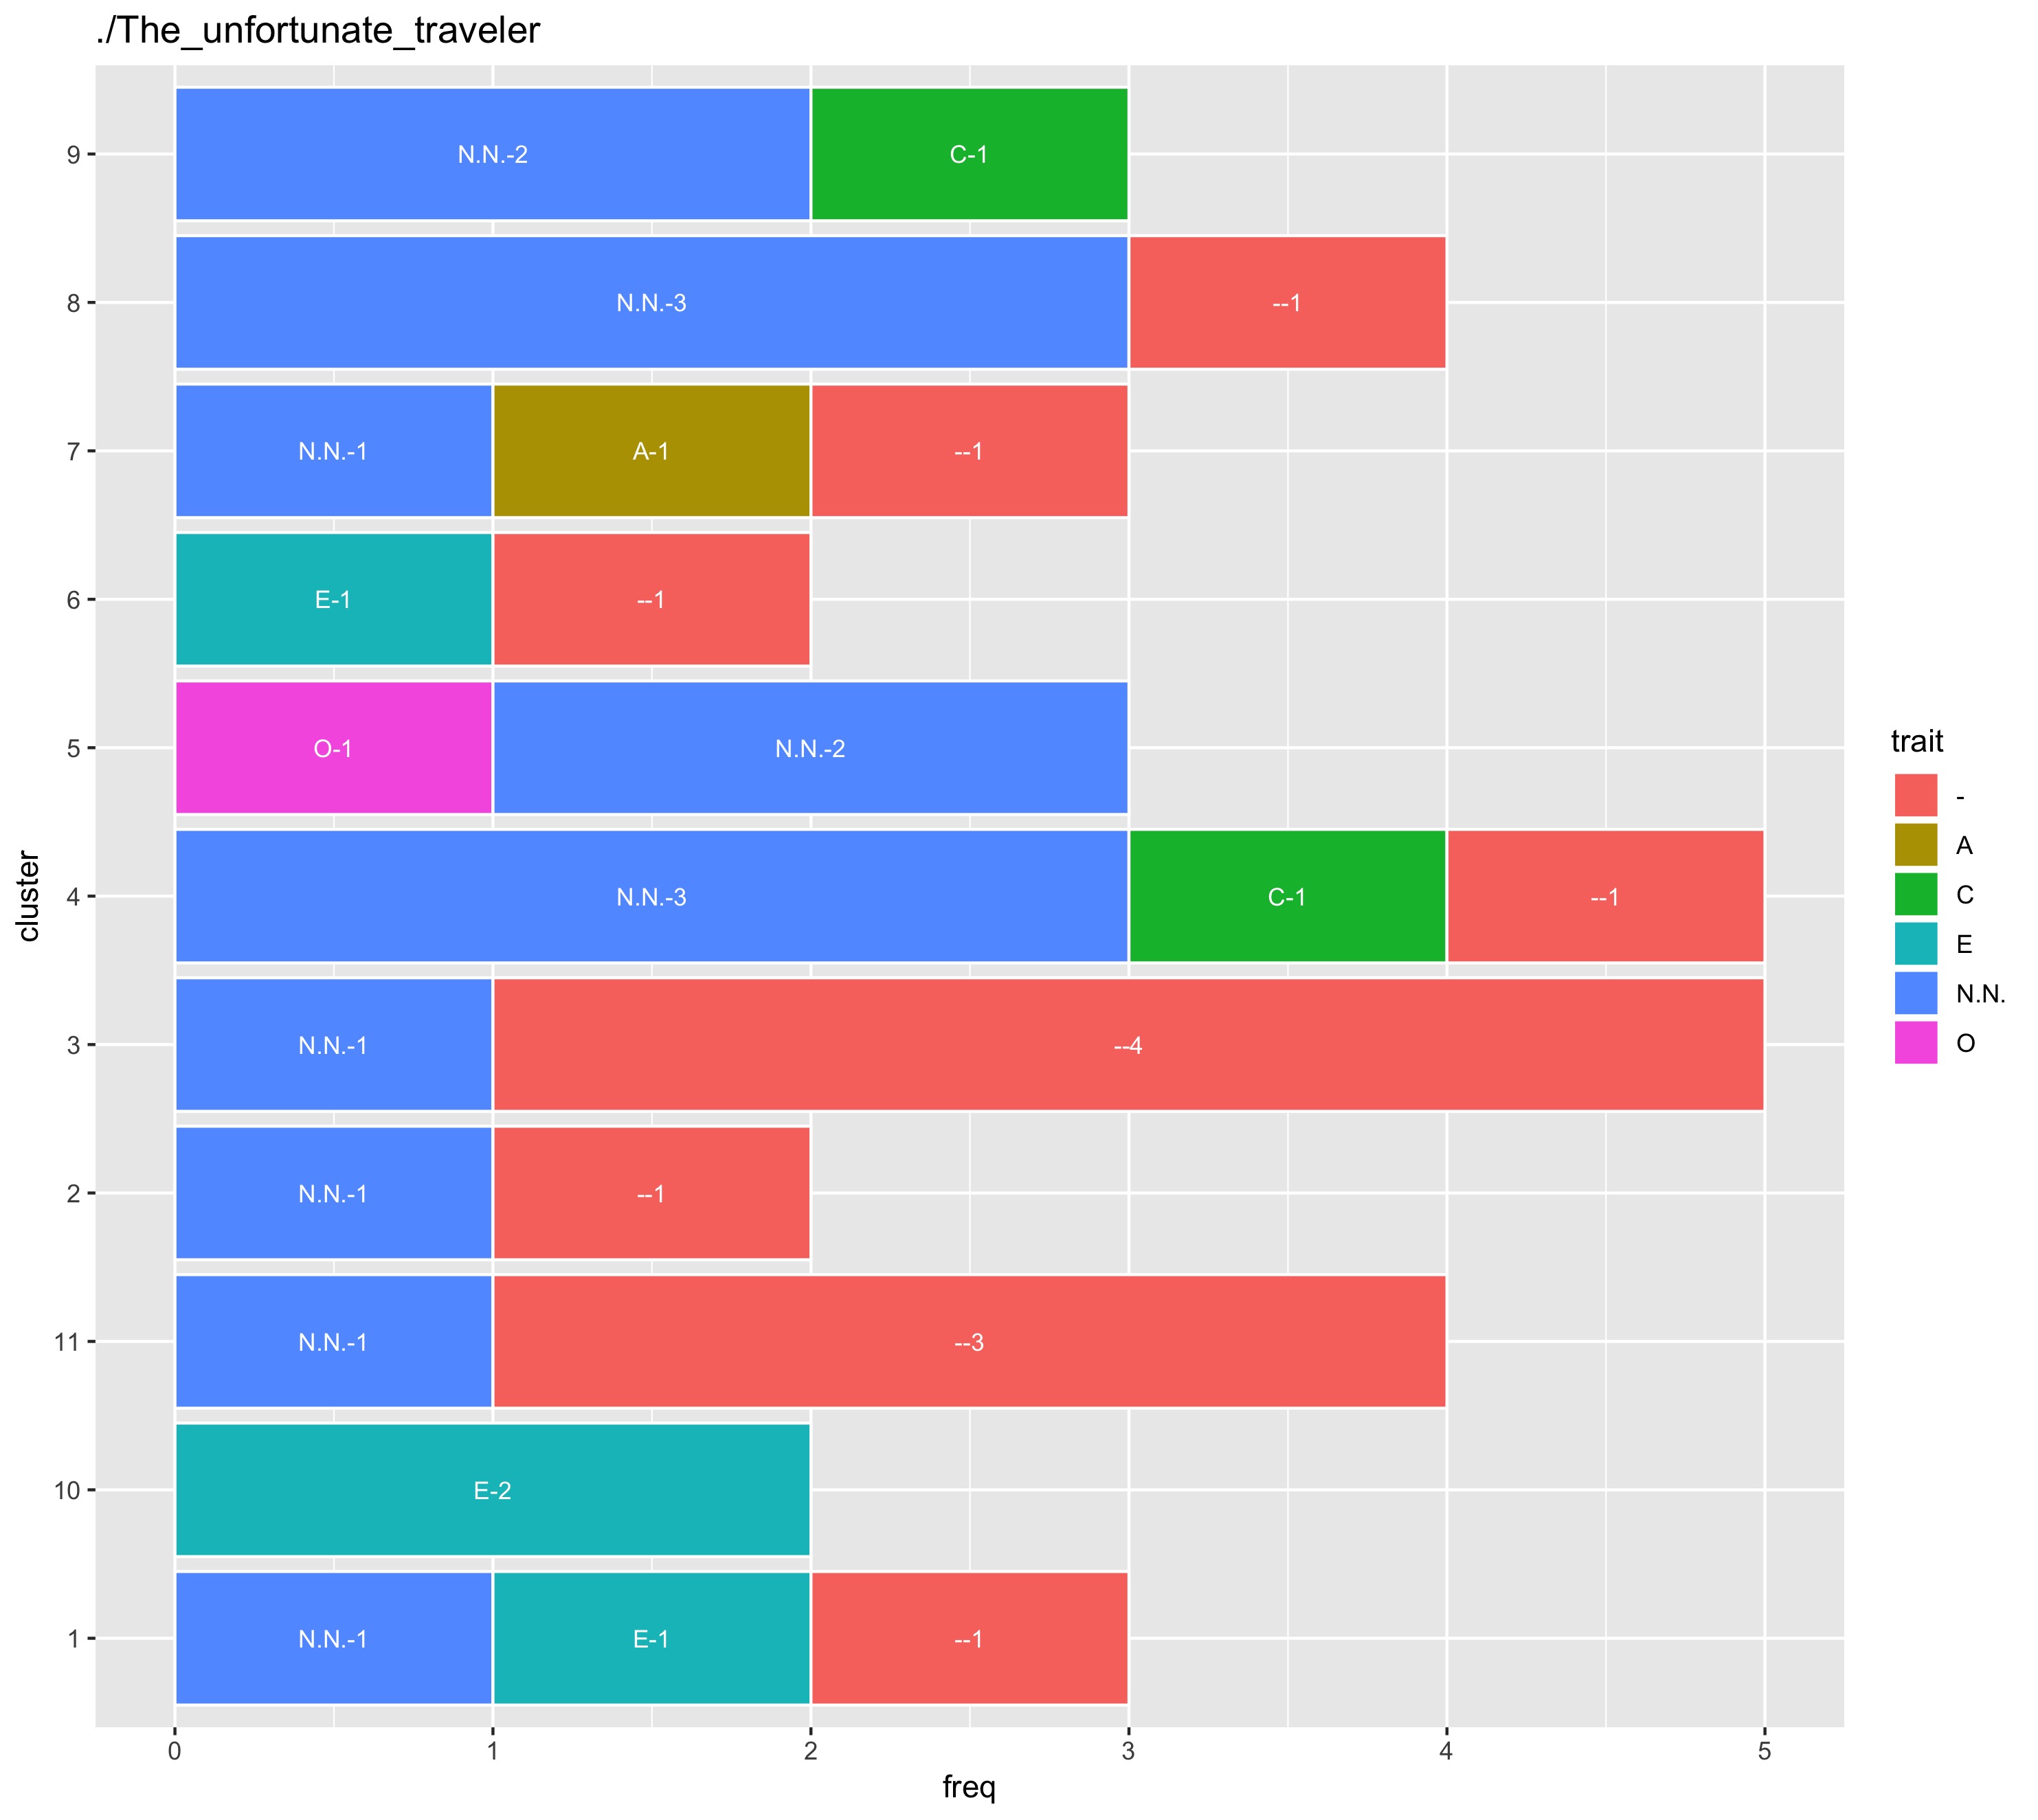 ./The_unfortunate_traveler
9
N.N.-2
C-1
8
N.N.-3
--1
7
N.N.-1
A-1
--1
6
E-1
--1
5
O-1
N.N.-2
4
N.N.-3
C-1
--1
3
N.N.-1
--4
2
N.N.-1
--1
11
N.N.-1
--3
10
E-2
1
N.N.-1
E-1
--1
0
1
2
3
4
5
freq
cluster
trait
-
A
C
E
N.N.
O